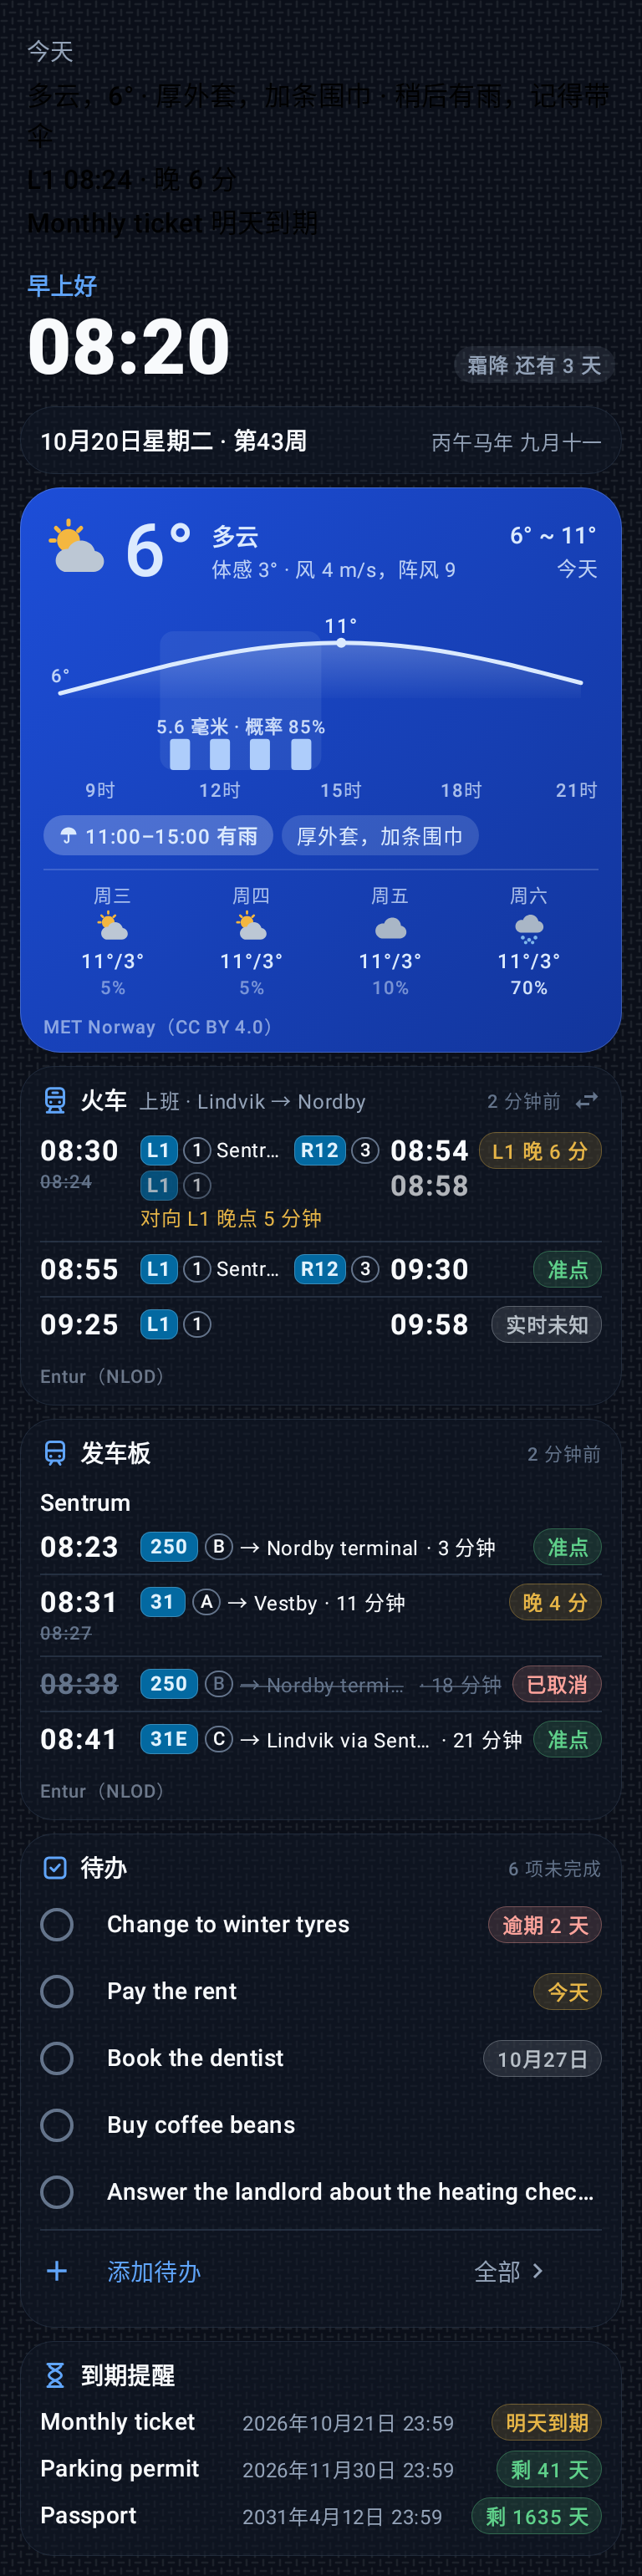 今天
多云，6° · 厚外套，加条围巾 · 稍后有雨，记得带
伞
L1 08:24 · 晚 6 分
Monthly ticket 明天到期
早上好
08:20
霜降 还有 3 天
10月20日星期二 · 第43周 丙午马年 九月十一
6° 多云 6° ~ 11°
体感 3° · 风 4 m/s，阵风 9 今天
11°
6°
5.6 毫米 · 概率 85%
9时 12时 15时 18时 21时
11:00–15:00 有雨 厚外套，加条围巾
周三 周四 周五 周六
11°/3° 11°/3° 11°/3° 11°/3°
5% 5% 10% 70%
MET Norway（CC BY 4.0）
火车 上班 · Lindvik → Nordby 2 分钟前
08:30 L1 1 Sentr… R12 3 08:54 L1 晚 6 分
08:24 L1 1 08:58
对向 L1 晚点 5 分钟
08:55 L1 1 Sentr… R12 3 09:30 准点
09:25 L1 1 09:58 实时未知
Entur（NLOD）
发车板 2 分钟前
Sentrum
08:23 250 B → Nordby terminal · 3 分钟 准点
08:31 31 A → Vestby · 11 分钟 晚 4 分
08:27
08:38 250 B → Nordby termi… · 18 分钟 已取消
08:41 31E C → Lindvik via Sent… · 21 分钟 准点
Entur（NLOD）
待办 6 项未完成
Change to winter tyres 逾期 2 天
Pay the rent 今天
Book the dentist 10月27日
Buy coffee beans
Answer the landlord about the heating chec…
添加待办 全部
到期提醒
Monthly ticket 2026年10月21日 23:59 明天到期
Parking permit 2026年11月30日 23:59 剩 41 天
Passport 2031年4月12日 23:59 剩 1635 天